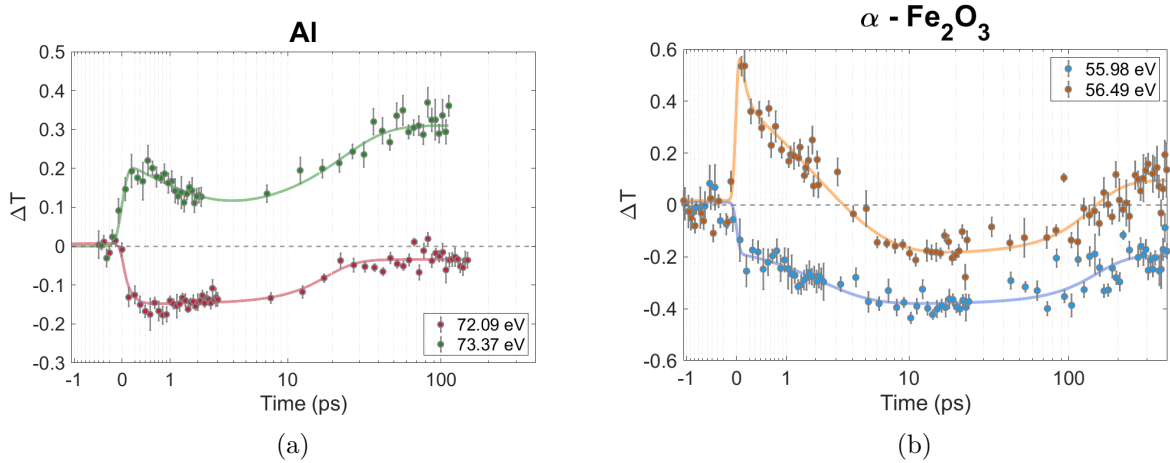 Al
0.5
0.4
0.3
0.2
0.1
0
-0.1
-0.2
-0.3
ΔT
72.09 eV
73.37 eV
-1 0 1 10 100
Time (ps)
(a)
α - Fe₂O₃
0.6
0.4
0.2
0
-0.2
-0.4
-0.6
ΔT
55.98 eV
56.49 eV
-1 0 1 10 100
Time (ps)
(b)